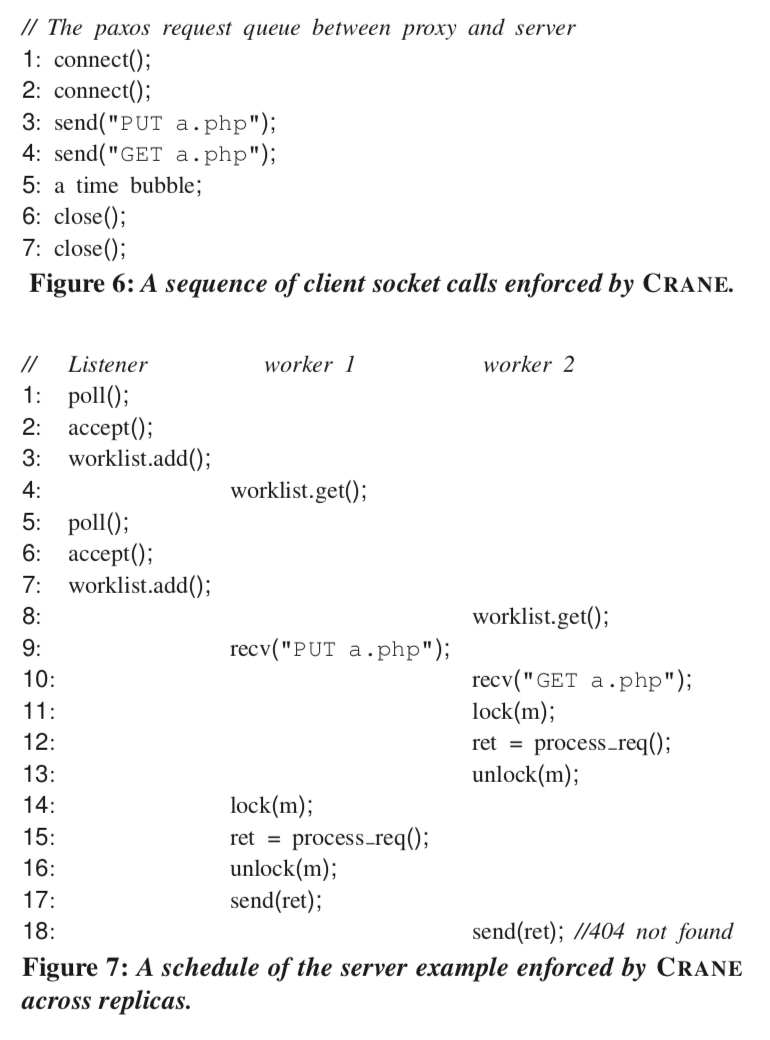 // The paxos request queue between proxy and server
1: connect();
2: connect();
3: send("PUT a.php");
4: send("GET a.php");
5: a time bubble;
6: close();
7: close();
Figure 6: A sequence of client socket calls enforced by CRANE.
// Listener worker 1 worker 2
1: poll();
2: accept();
3: worklist.add();
4: worklist.get();
5: poll();
6: accept();
7: worklist.add();
8: worklist.get();
9: recv("PUT a.php");
10: recv("GET a.php");
11: lock(m);
12: ret = process_req();
13: unlock(m);
14: lock(m);
15: ret = process_req();
16: unlock(m);
17: send(ret);
18: send(ret); //404 not found
Figure 7: A schedule of the server example enforced by CRANE
across replicas.